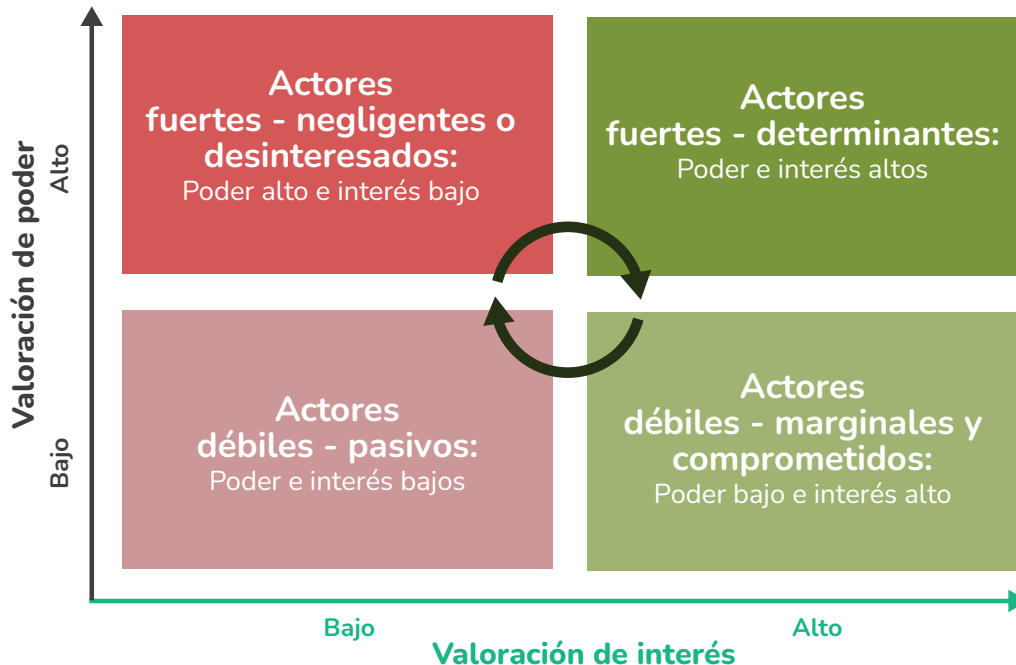 Valoración de poder
Alto
Bajo
Actores
fuertes - negligentes o
desinteresados:
Poder alto e interés bajo
Actores
fuertes - determinantes:
Poder e interés altos
Actores
débiles - pasivos:
Poder e interés bajos
Actores
débiles - marginales y
comprometidos:
Poder bajo e interés alto
Bajo
Alto
Valoración de interés